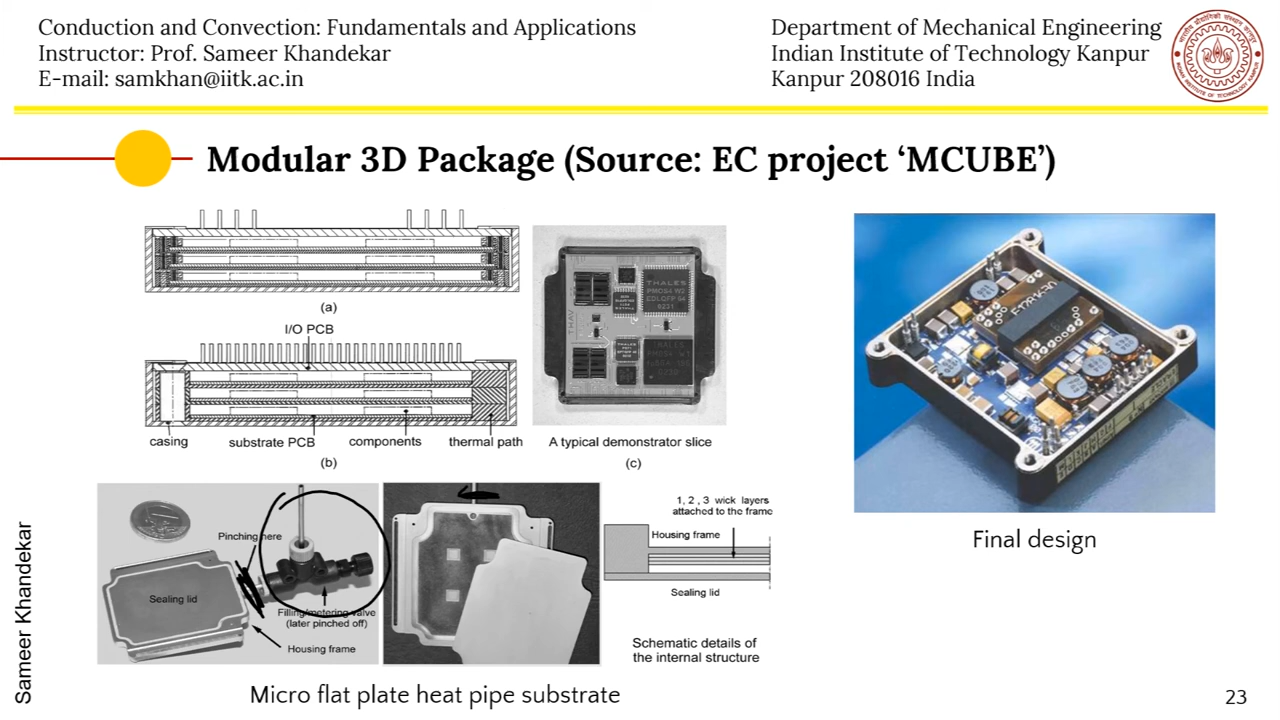 Conduction and Convection: Fundamentals and Applications
Instructor: Prof. Sameer Khandekar
E-mail: samkhan@iitk.ac.in
Department of Mechanical Engineering
Indian Institute of Technology Kanpur
Kanpur 208016 India
Modular 3D Package (Source: EC project ‘MCUBE’)
(a)
I/O PCB
casing
substrate PCB
components
thermal path
(b)
THALES
A typical demonstrator slice
(c)
Pinching here
Sealing lid
Filling/metering valve
(later pinched off)
Housing frame
1, 2 , 3 wick layers
attached to the frame
Housing frame
Sealing lid
Schematic details of
the internal structure
Micro flat plate heat pipe substrate
Final design
Sameer Khandekar
23